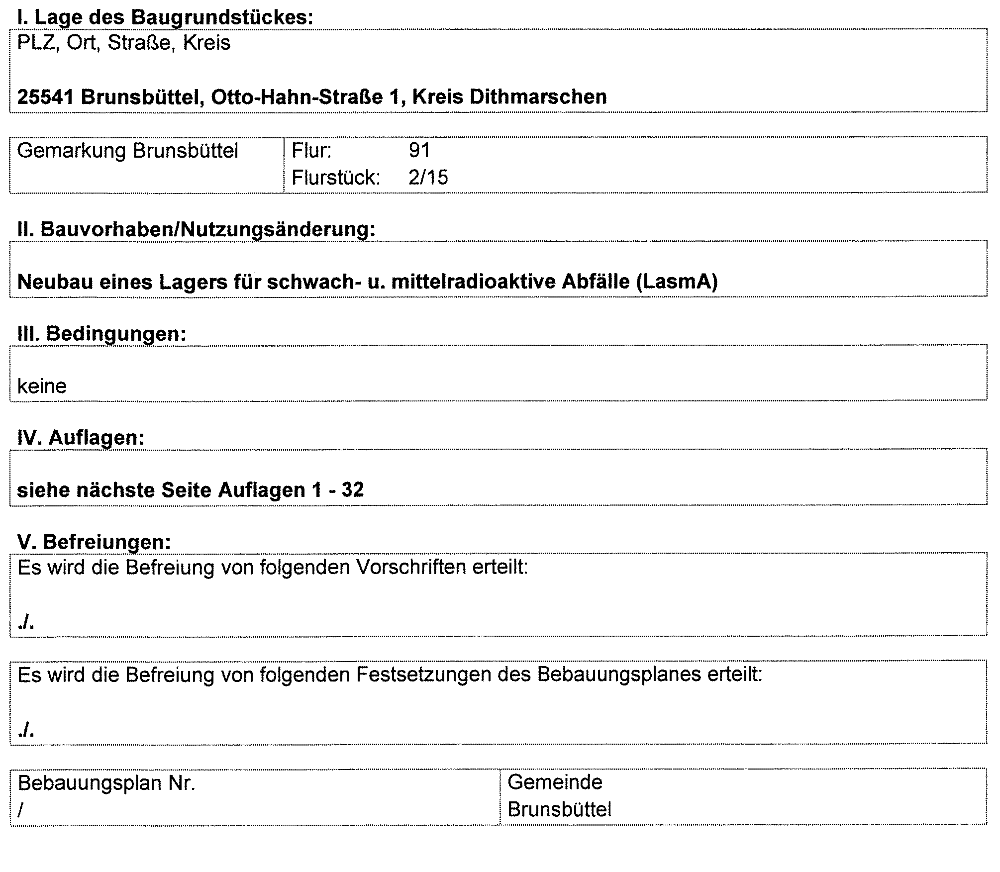 I. Lage des Baugrundstückes:
PLZ, Ort, Straße, Kreis
25541 Brunsbüttel, Otto-Hahn-Straße 1, Kreis Dithmarschen
Gemarkung Brunsbüttel Flur: 91
Flurstück: 2/15
II. Bauvorhaben/Nutzungsänderung:
Neubau eines Lagers für schwach- u. mittelradioaktive Abfälle (LasmA)
III. Bedingungen:
keine
IV. Auflagen:
siehe nächste Seite Auflagen 1 - 32
V. Befreiungen:
Es wird die Befreiung von folgenden Vorschriften erteilt:
./.
Es wird die Befreiung von folgenden Festsetzungen des Bebauungsplanes erteilt:
./.
Bebauungsplan Nr.
/
Gemeinde
Brunsbüttel